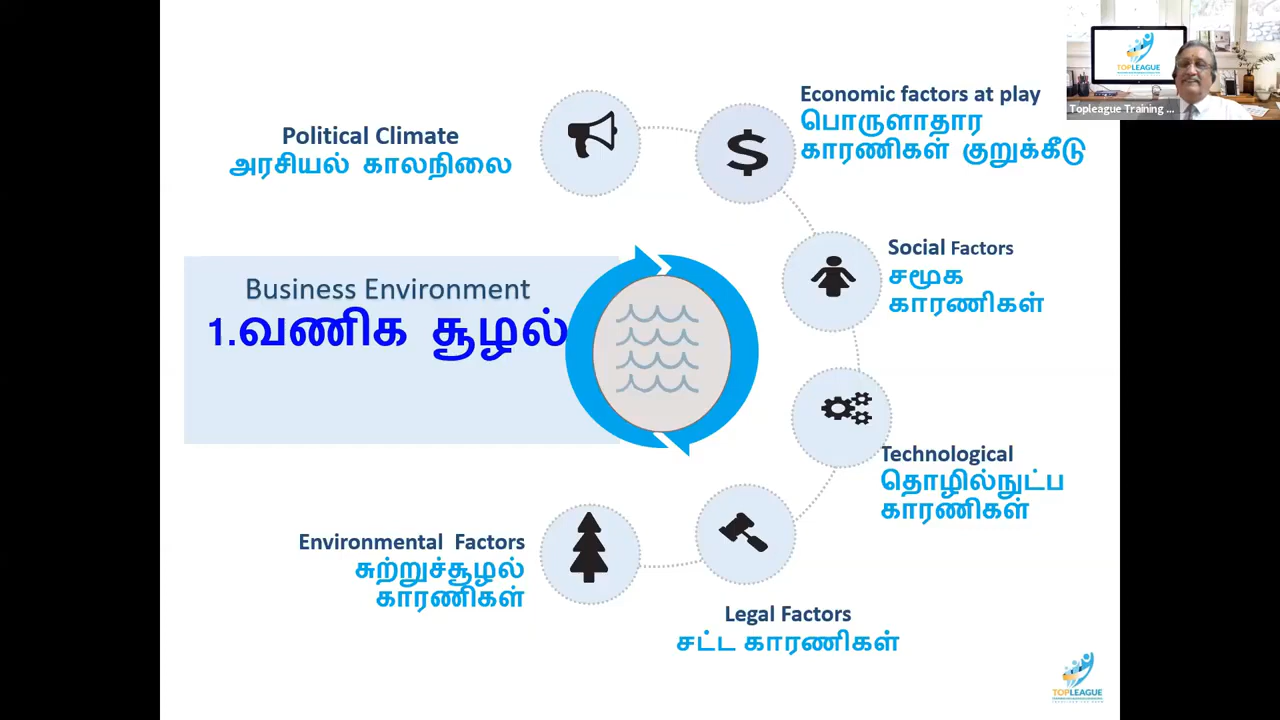 Political Climate
அரசியல் காலநிலை
Economic factors at play
பொருளாதார
காரணிகள் குறுக்கீடு
Social Factors
சமூக
காரணிகள்
Business Environment
1.வணிக சூழல்
Technological
தொழில்நுட்ப
காரணிகள்
Environmental Factors
சுற்றுச்சூழல்
காரணிகள்
Legal Factors
சட்ட காரணிகள்
TOPLEAGUE
Topleague Training ...
TOPLEAGUE